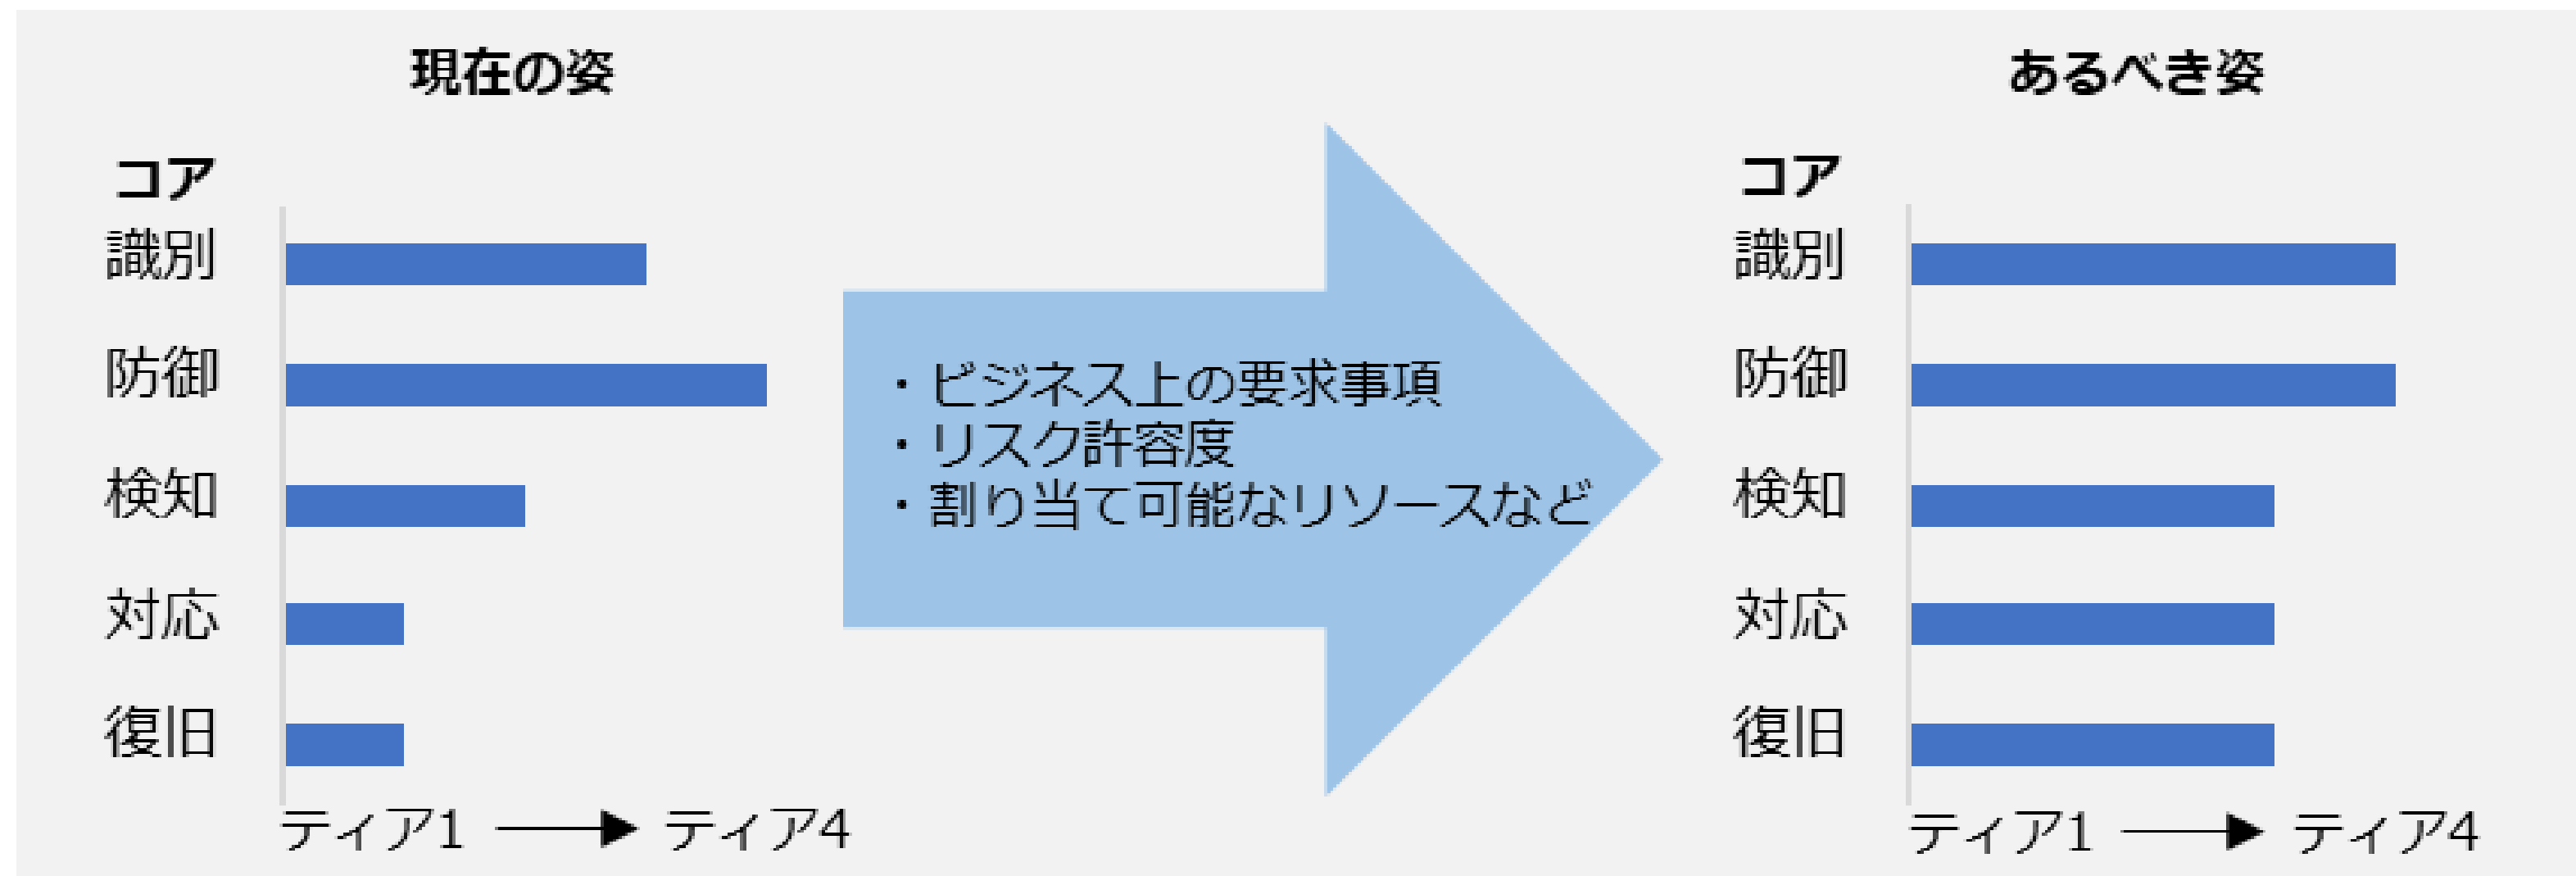 現在の姿
コア
識別
防御
検知
対応
復旧
ティア1 ティア4
・ビジネス上の要求事項
・リスク許容度
・割り当て可能なリソースなど
あるべき姿
コア
識別
防御
検知
対応
復旧
ティア1 ティア4